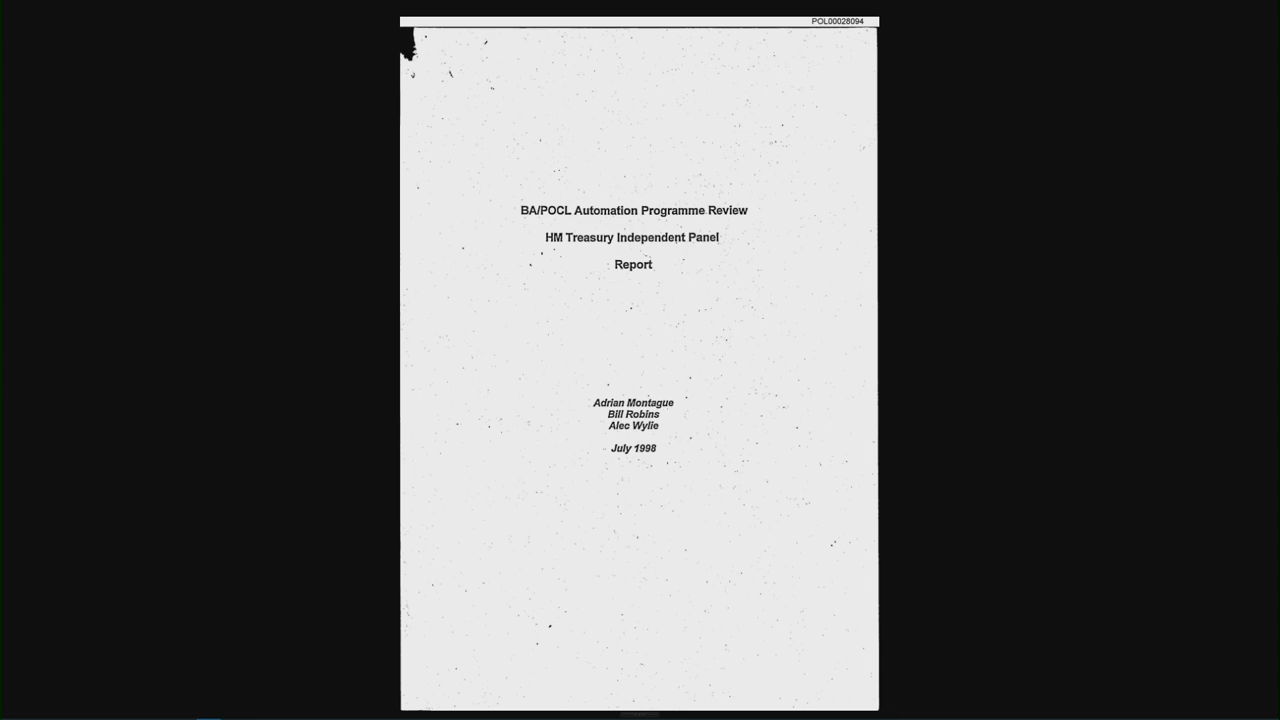 POL00028094
BA/POCL Automation Programme Review
HM Treasury Independent Panel
Report
Adrian Montague
Bill Robins
Alec Wylie
July 1998